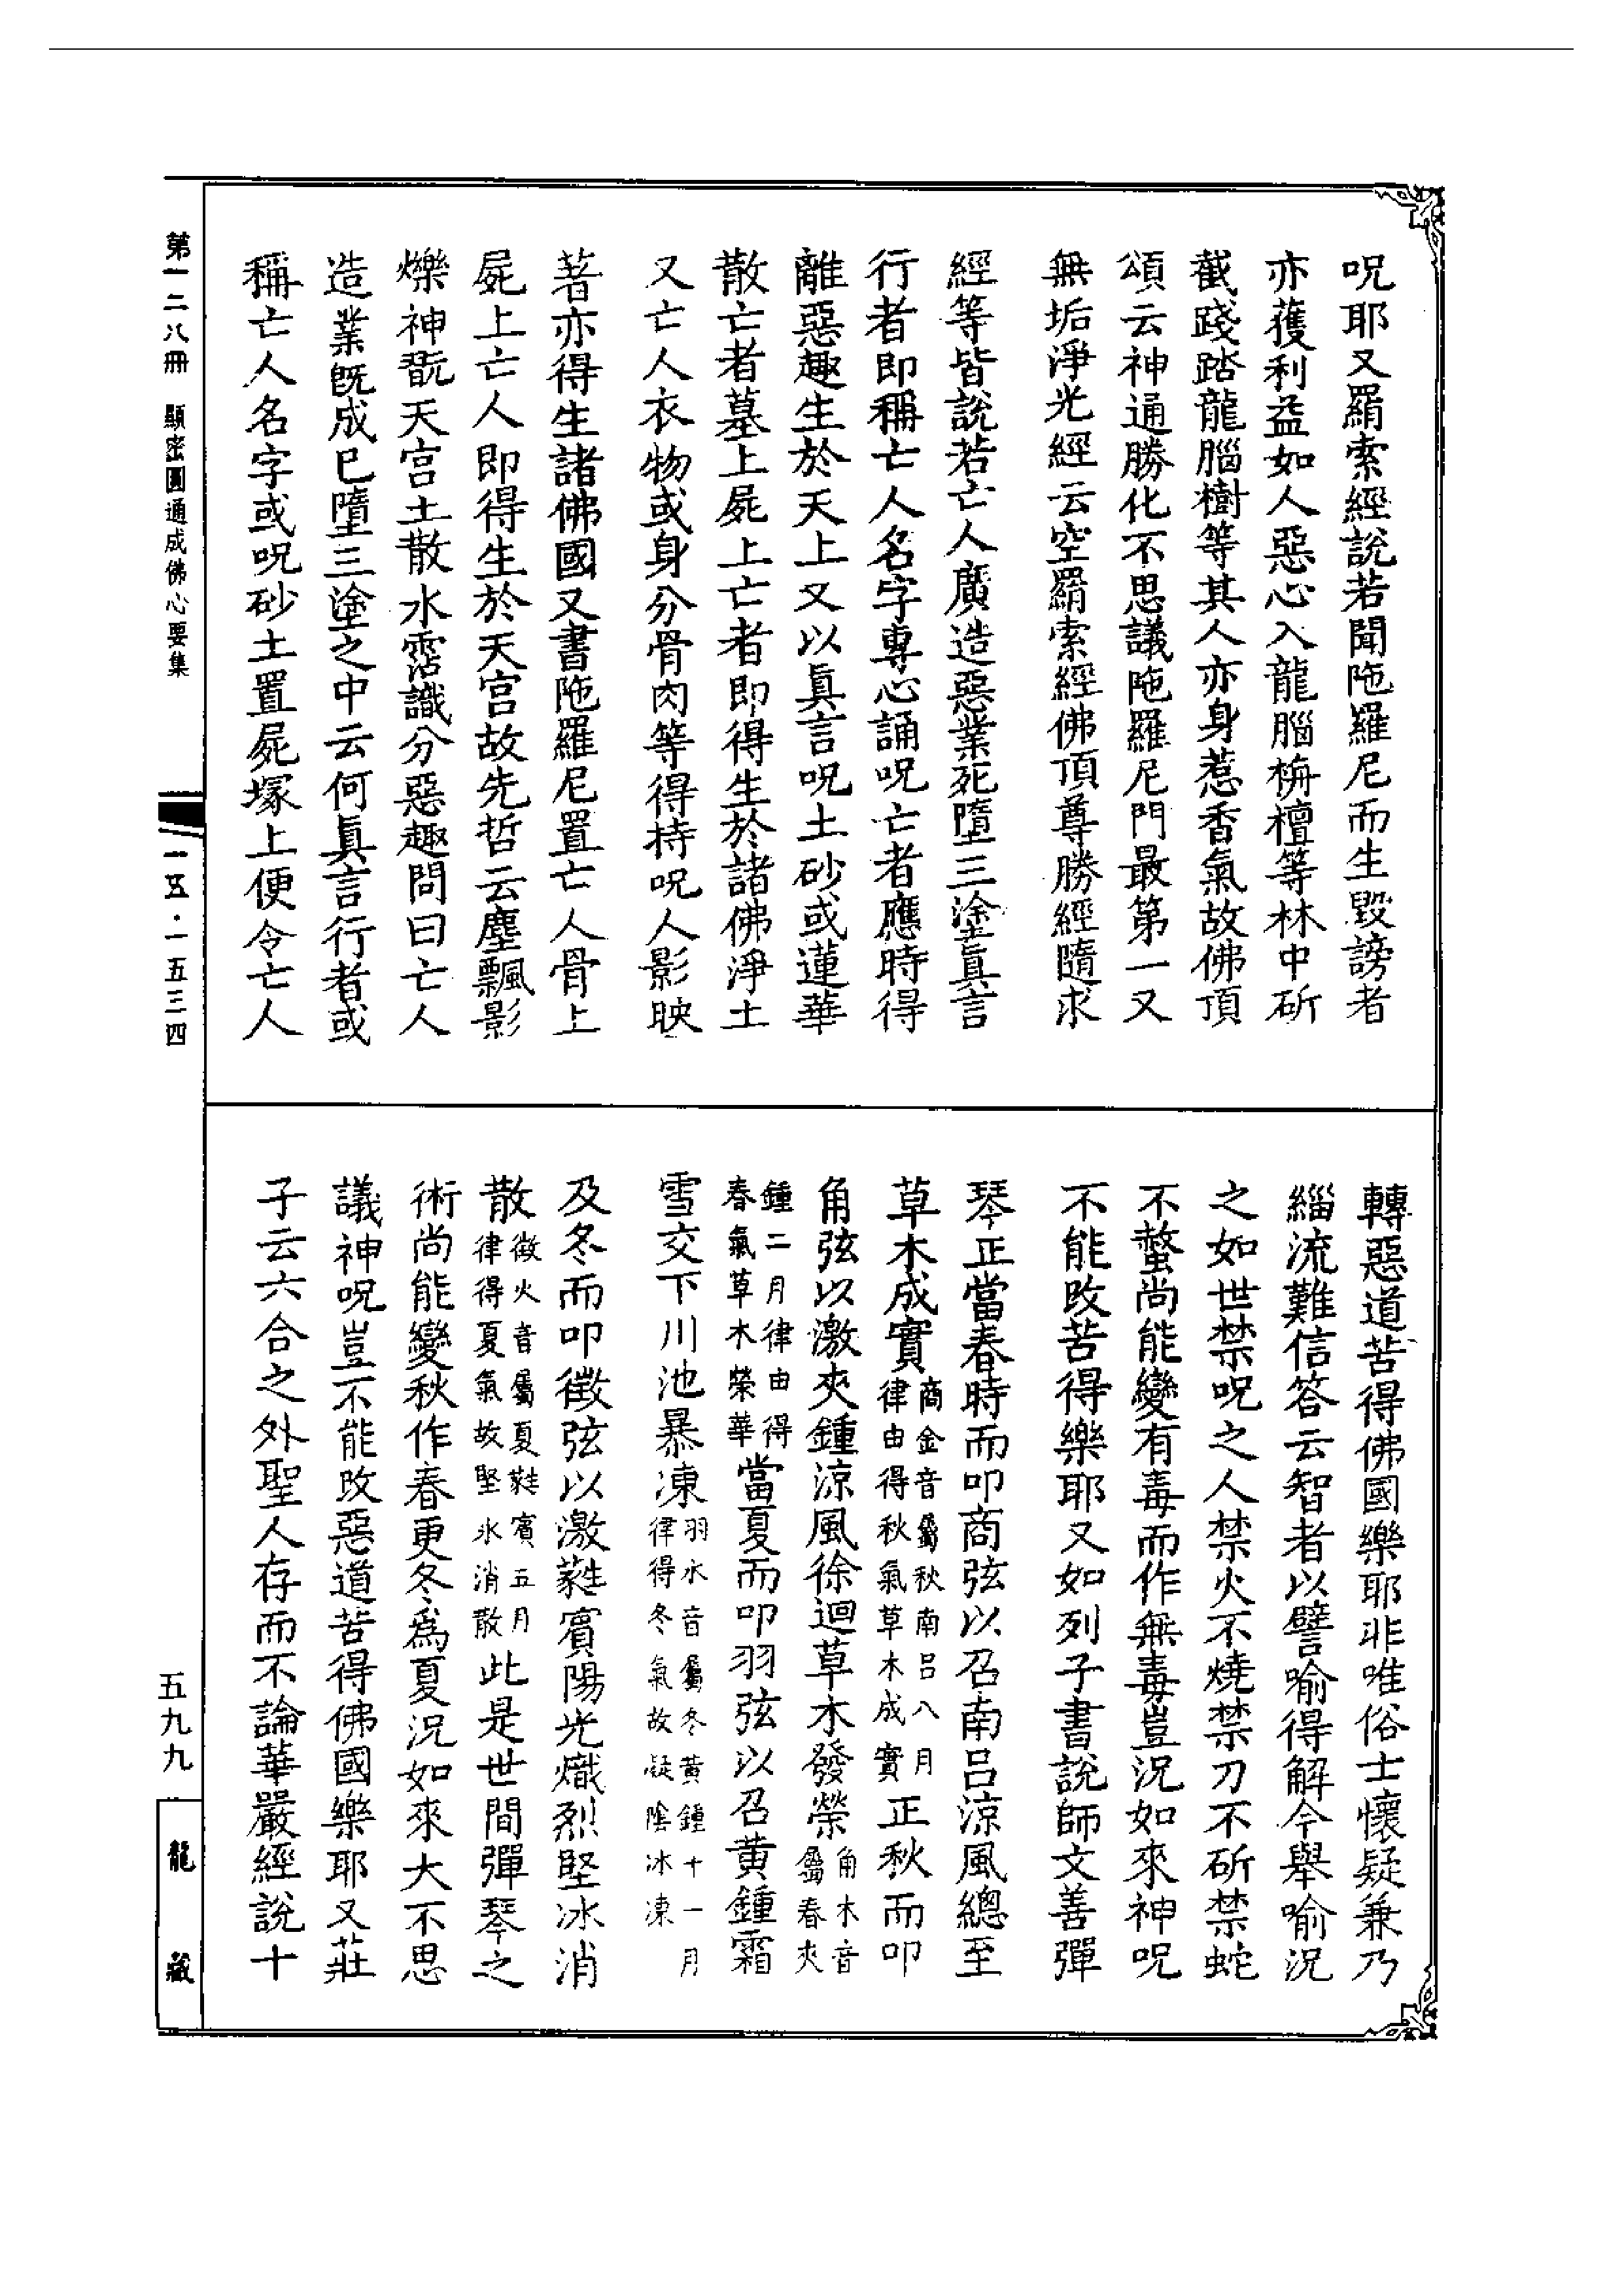 呪耶又羂索經說若聞陁羅尼而生毀謗者
亦獲利益如人惡心入龍腦栴檀等林中斫
截踐踏龍腦樹等其人亦身惹香氣故佛頂
頌云神通勝化不思議陁羅尼門最第一又
無垢淨光經云空羂索經佛頂尊勝經隨求
經等皆說若亡人廣造惡業死墮三塗眞言
行者即稱亡人名字專心誦呪亡者應時得
離惡趣生於天上又以眞言呪土砂或蓮華
散亡者墓上屍上亡者即得生於諸佛淨土
又亡人衣物或身分骨肉等得持呪人影映
著亦得生諸佛國又書陁羅尼置亡人骨上
屍上亡人即得生於天宮故先哲云塵飄影
爍神翫天宮土散水霑識分惡趣問曰亡人
造業旣成已墮三塗之中云何眞言行者或
稱亡人名字或呪砂土置屍塚上便令亡人
轉惡道苦得佛國樂耶非唯俗士懷疑兼乃
緇流難信答云智者以譬喻得解今舉喻況
之如世禁呪之人禁火不燒禁刀不斫禁蛇
不螫尚能變有毒而作無毒豈況如來神呪
不能改苦得樂耶又如列子書說師文善彈
琴正當春時而叩商弦以召南呂涼風總至
草木成實商金音屬秋南呂八月律由得秋氣草木成實正秋而叩
角弦以激夾鍾涼風徐迴草木發榮角木音屬春夾
鍾二月律由得春氣草木榮華當夏而叩羽弦以召黃鍾霜
雪交下川池暴凍羽水音屬冬黃鍾十一月律得冬氣故凝陰冰凍
及冬而叩徵弦以激蕤賓陽光熾烈堅冰消
散徵火音屬夏蕤賓五月律得夏氣故堅氷消散此是世間彈琴之
術尚能變秋作春更冬爲夏況如來大不思
議神呪豈不能改惡道苦得佛國樂耶又莊
子云六合之外聖人存而不論華嚴經說十
第一二八冊　顯密圓通成佛心要集
一五五·一五三四
五九九
龍藏